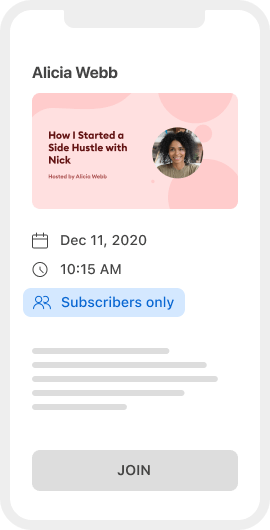 Alicia Webb
How I Started a
Side Hustle with
Nick
Hosted by Alicia Webb
Dec 11, 2020
10:15 AM
Subscribers only
JOIN